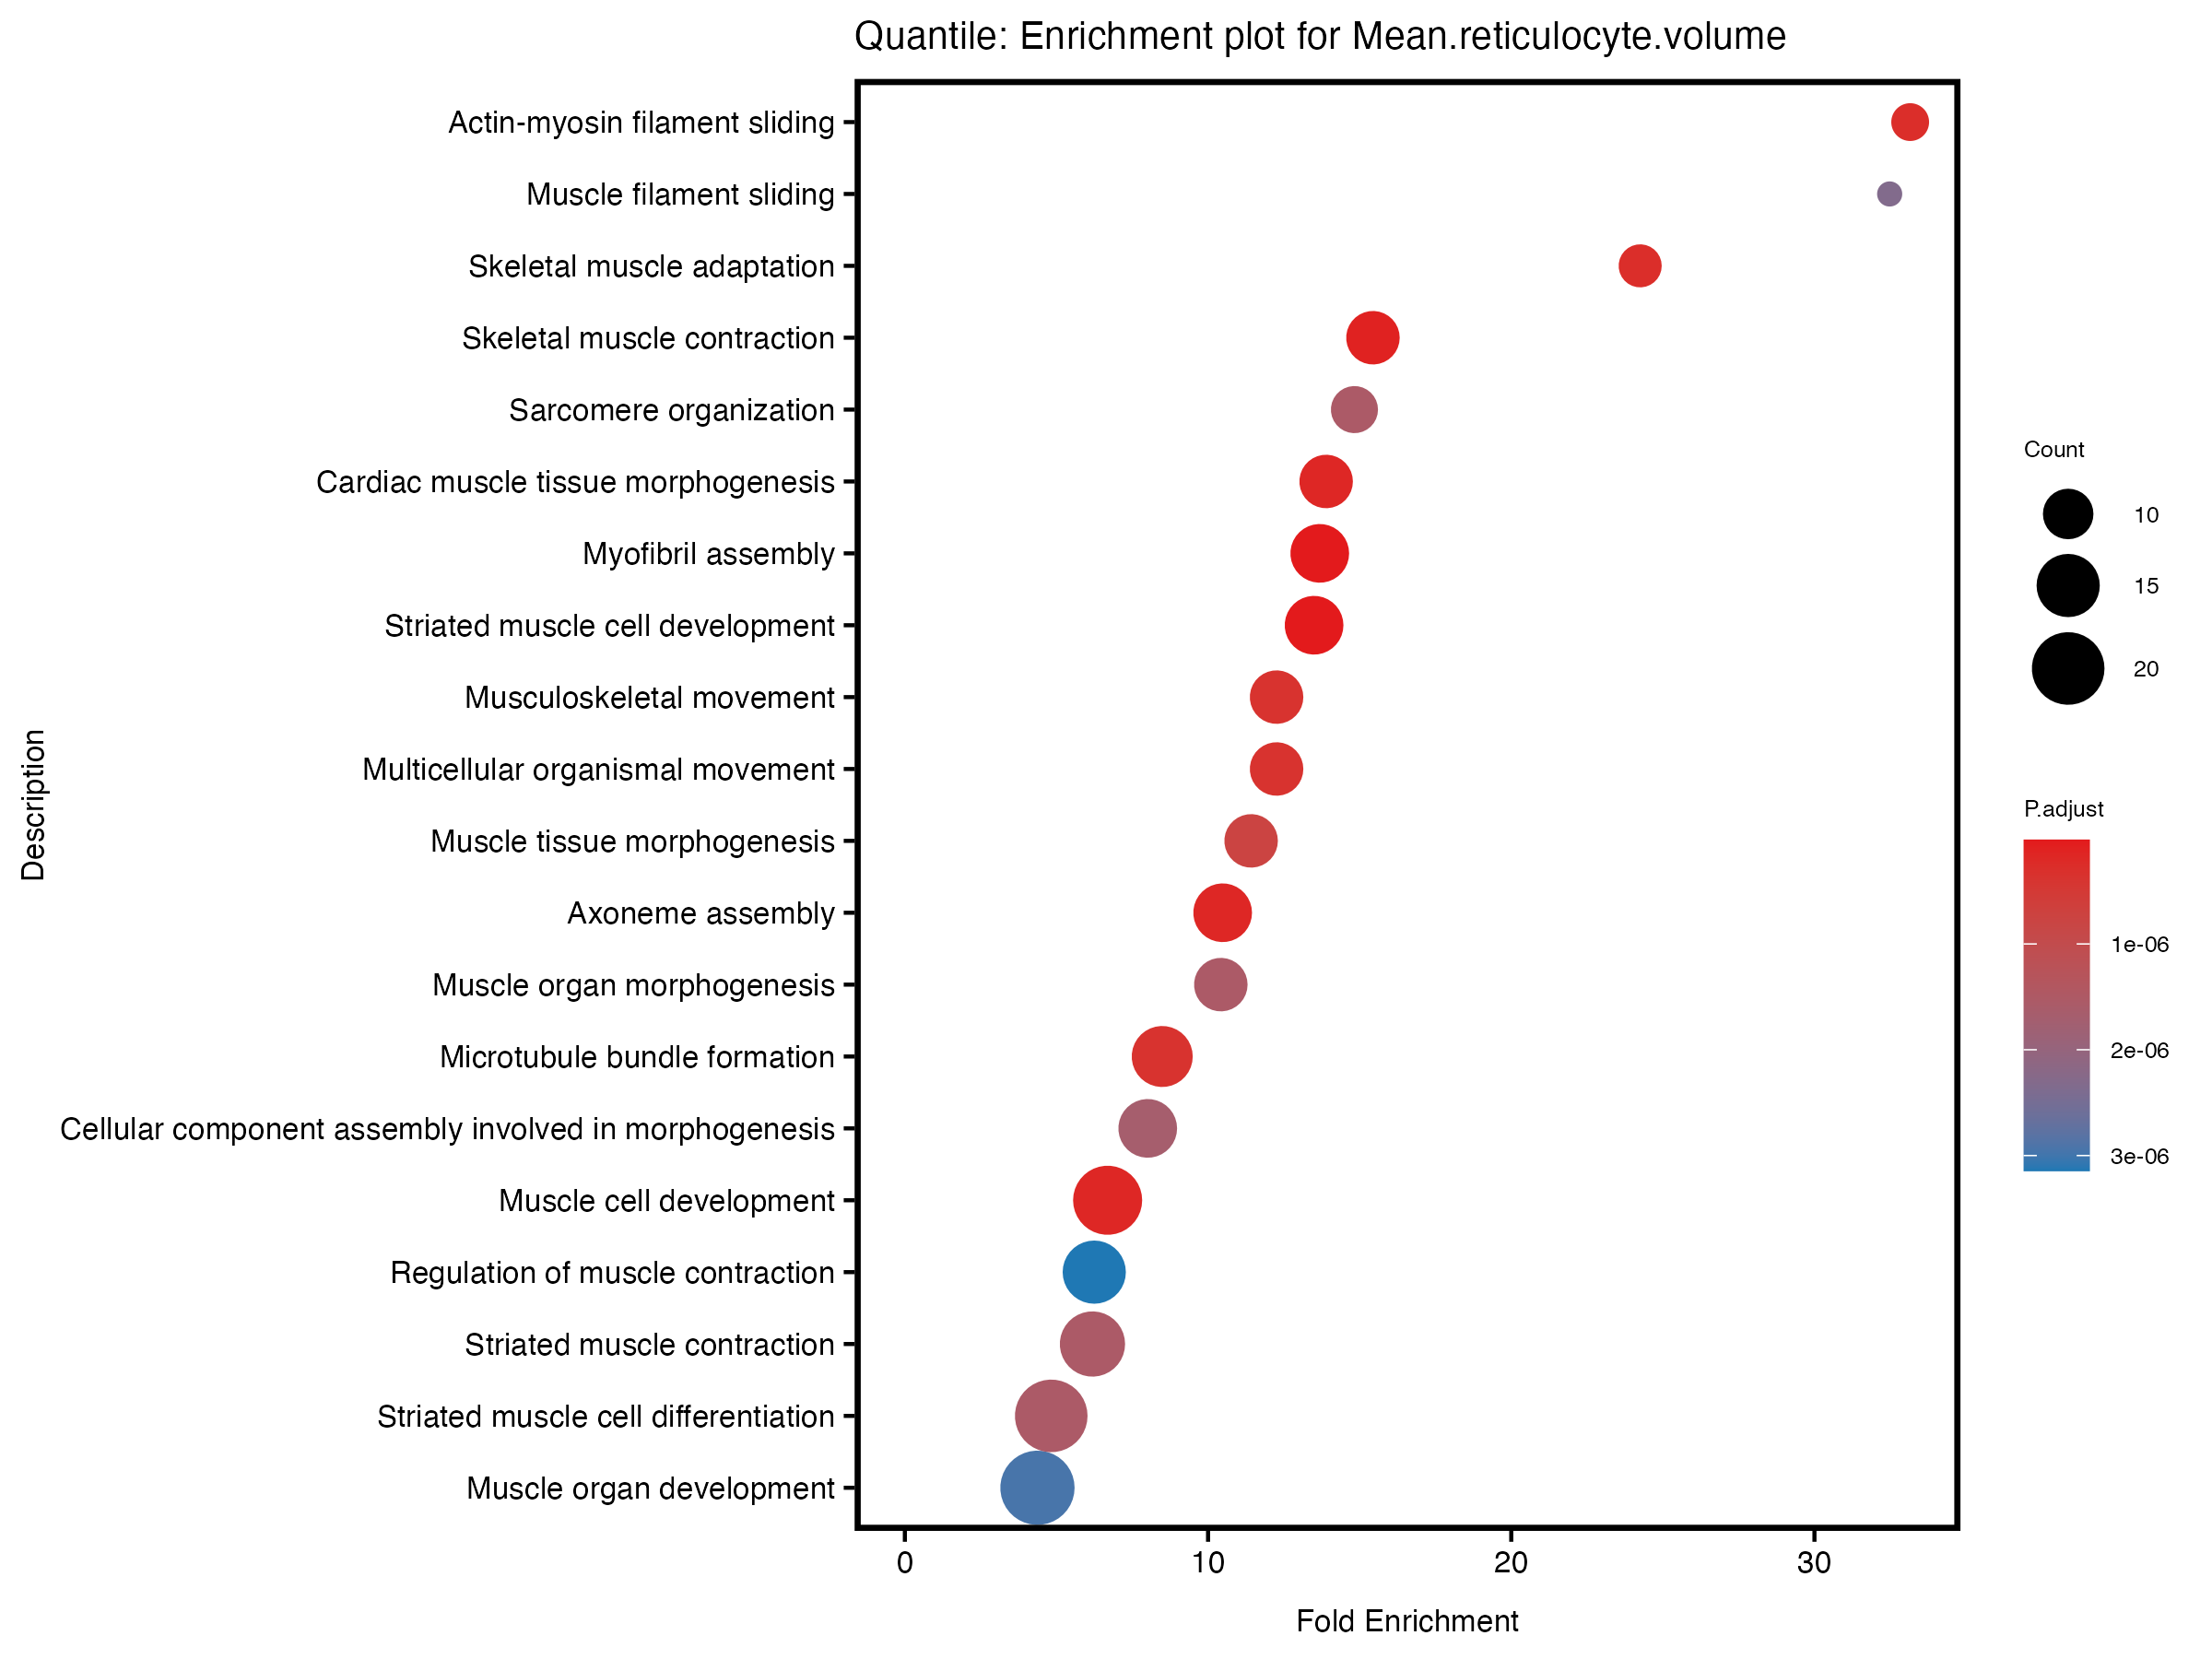 Quantile: Enrichment plot for Mean.reticulocyte.volume
Description
Actin-myosin filament sliding
Muscle filament sliding
Skeletal muscle adaptation
Skeletal muscle contraction
Sarcomere organization
Cardiac muscle tissue morphogenesis
Myofibril assembly
Striated muscle cell development
Musculoskeletal movement
Multicellular organismal movement
Muscle tissue morphogenesis
Axoneme assembly
Muscle organ morphogenesis
Microtubule bundle formation
Cellular component assembly involved in morphogenesis
Muscle cell development
Regulation of muscle contraction
Striated muscle contraction
Striated muscle cell differentiation
Muscle organ development
0 10 20 30
Fold Enrichment
Count
10
15
20
P.adjust
1e-06
2e-06
3e-06